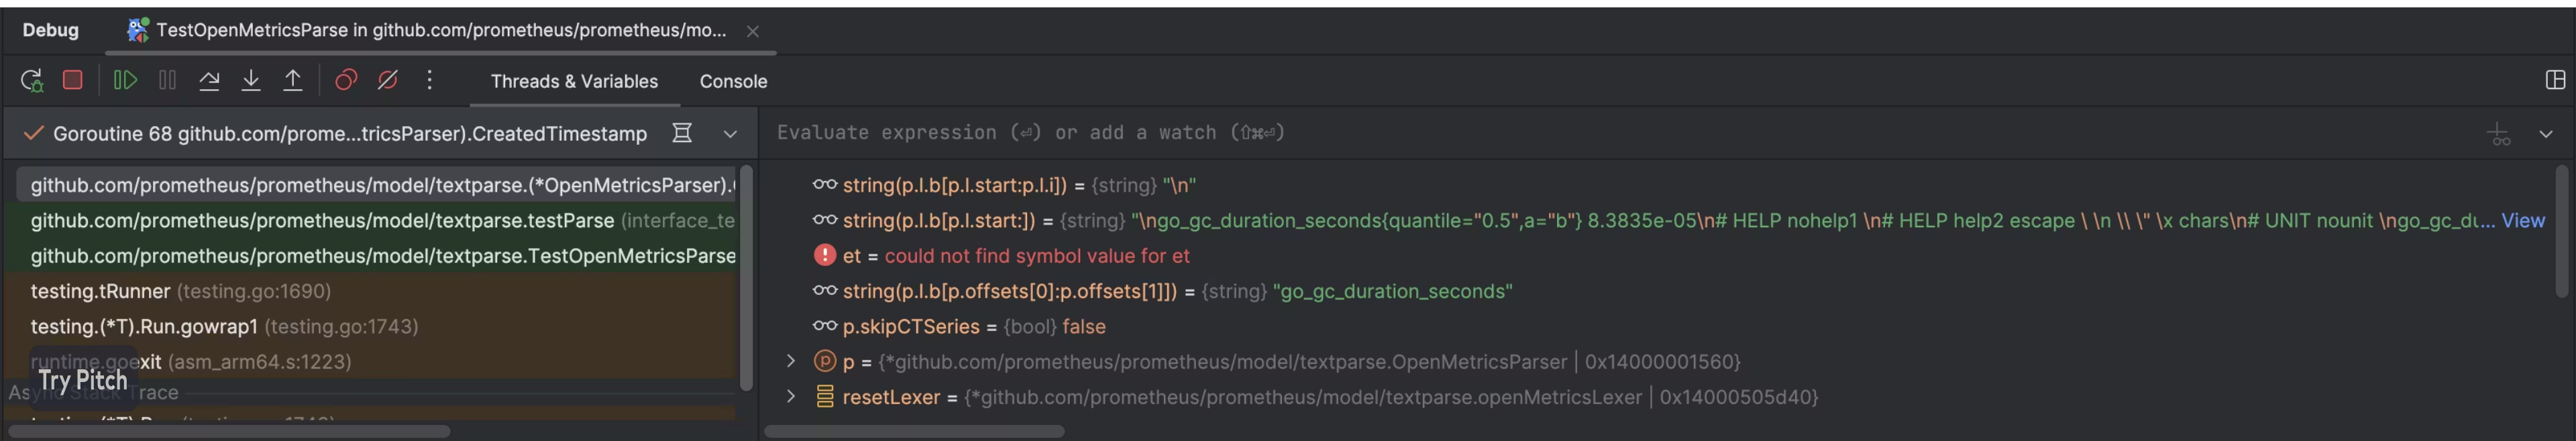 Debug TestOpenMetricsParse in github.com/prometheus/prometheus/mo...
Threads & Variables Console
Goroutine 68 github.com/prome...tricsParser).CreatedTimestamp
Evaluate expression (⏎) or add a watch (⇧⌘⏎)
github.com/prometheus/prometheus/model/textparse.(*OpenMetricsParser).
github.com/prometheus/prometheus/model/textparse.testParse (interface_te
github.com/prometheus/prometheus/model/textparse.TestOpenMetricsParse
testing.tRunner (testing.go:1690)
testing.(*T).Run.gowrap1 (testing.go:1743)
runtime.goexit (asm_arm64.s:1223)
Try Pitch
Async Stack Trace
string(p.l.b[p.l.start:p.l.i]) = {string} "\n"
string(p.l.b[p.l.start:]) = {string} "\ngo_gc_duration_seconds{quantile="0.5",a="b"} 8.3835e-05\n# HELP nohelp1 \n# HELP help2 escape \ \n \\ \" \x chars\n# UNIT nounit \ngo_gc_du... View
et = could not find symbol value for et
string(p.l.b[p.offsets[0]:p.offsets[1]]) = {string} "go_gc_duration_seconds"
p.skipCTSeries = {bool} false
p = {*github.com/prometheus/prometheus/model/textparse.OpenMetricsParser | 0x14000001560}
resetLexer = {*github.com/prometheus/prometheus/model/textparse.openMetricsLexer | 0x14000505d40}